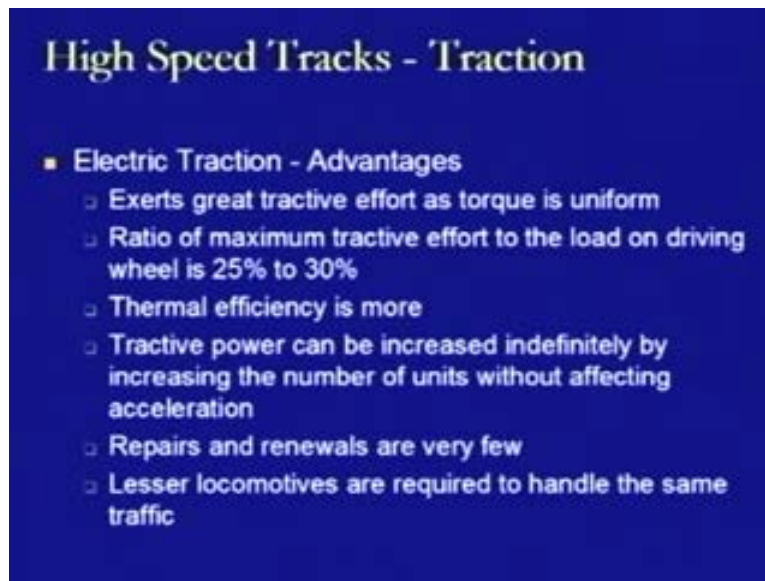 High Speed Tracks - Traction
Electric Traction - Advantages
Exerts great tractive effort as torque is uniform
Ratio of maximum tractive effort to the load on driving
wheel is 25% to 30%
Thermal efficiency is more
Tractive power can be increased indefinitely by
increasing the number of units without affecting
acceleration
Repairs and renewals are very few
Lesser locomotives are required to handle the same
traffic